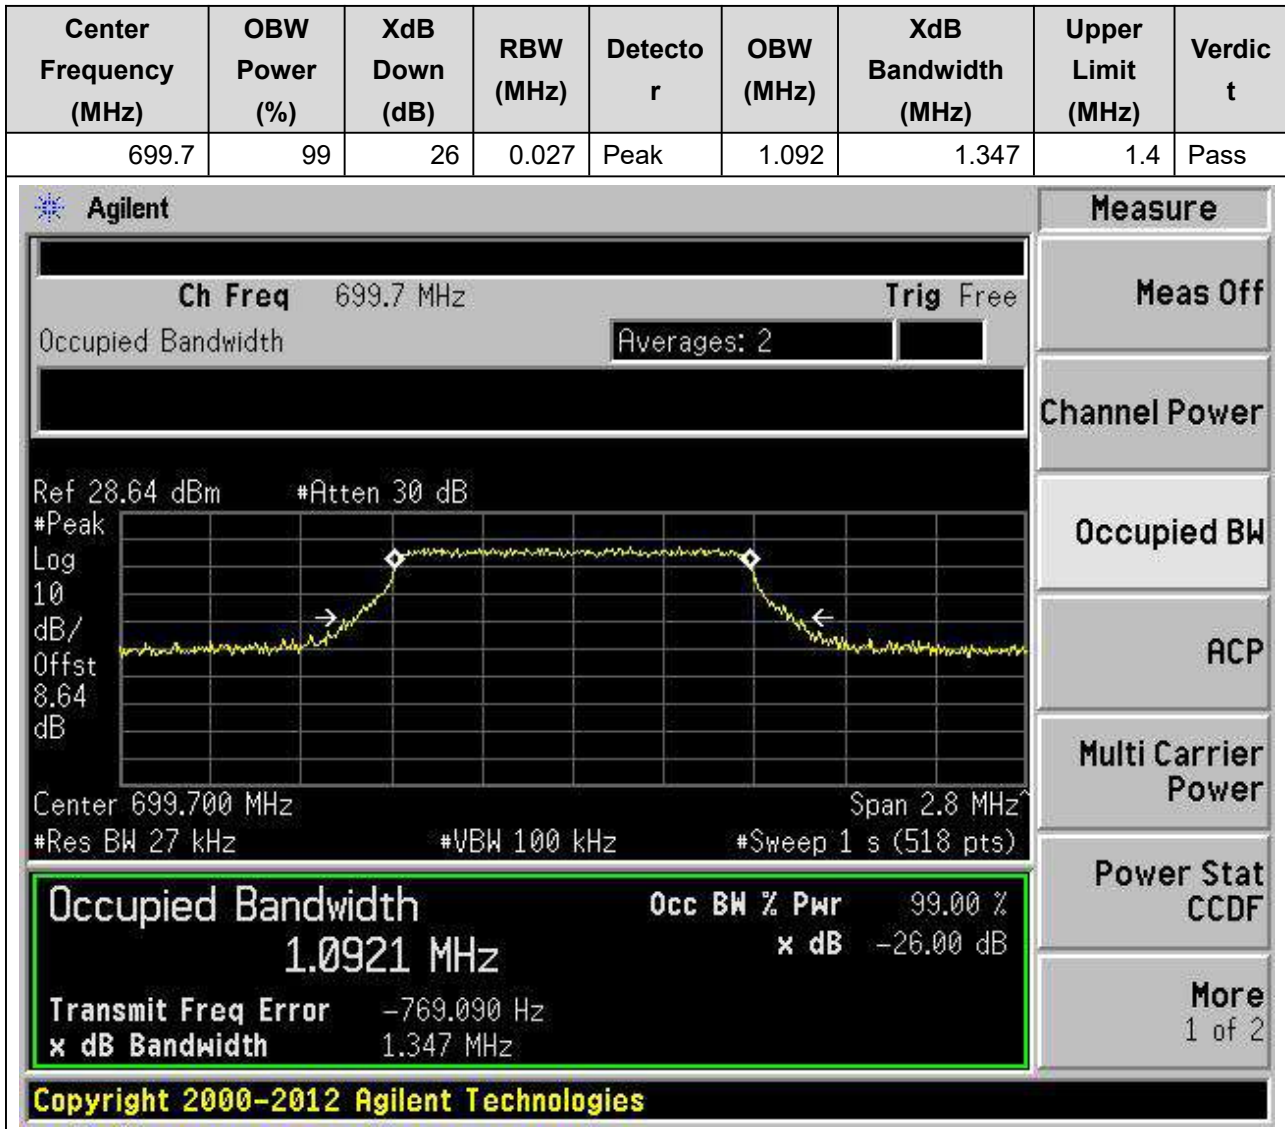 Center Frequency (MHz) OBW Power (%) XdB Down (dB) RBW (MHz) Detecto r OBW (MHz) XdB Bandwidth (MHz) Upper Limit (MHz) Verdic t
699.7 99 26 0.027 Peak 1.092 1.347 1.4 Pass
Agilent
Measure
Ch Freq 699.7 MHz Trig Free
Occupied Bandwidth Averages: 2
Meas Off
Channel Power
Occupied BW
ACP
Multi Carrier
Power
Power Stat
CCDF
More
1 of 2
Ref 28.64 dBm #Atten 30 dB
#Peak
Log
10
dB/
Offst
8.64
dB
Center 699.700 MHz Span 2.8 MHz^
#Res BW 27 kHz #VBW 100 kHz #Sweep 1 s (518 pts)
Occupied Bandwidth Occ BW % Pwr 99.00 %
1.0921 MHz x dB -26.00 dB
Transmit Freq Error -769.090 Hz
x dB Bandwidth 1.347 MHz
Copyright 2000-2012 Agilent Technologies